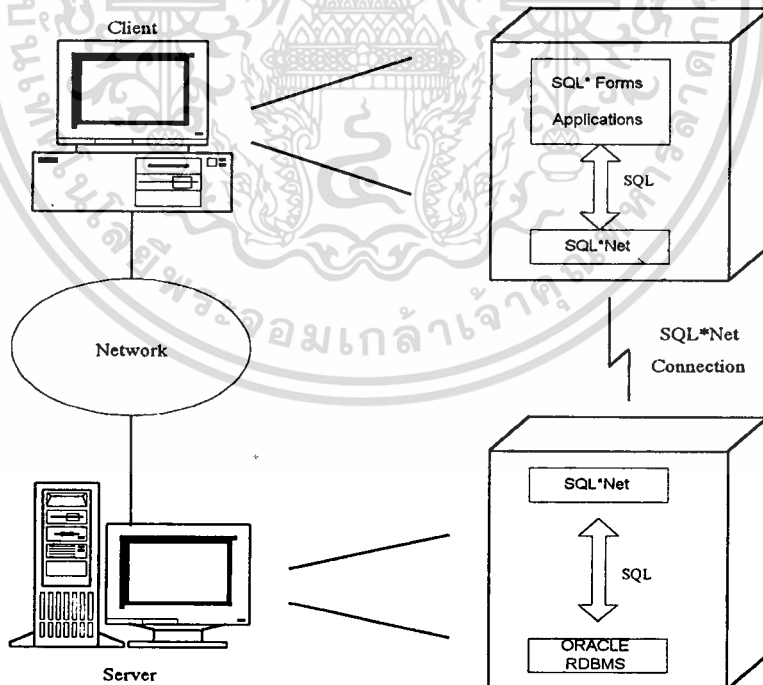 Client
SQL* Forms
Applications
SQL
SQL*Net
Network
SQL*Net
Connection
SQL*Net
SQL
ORACLE
RDBMS
Server